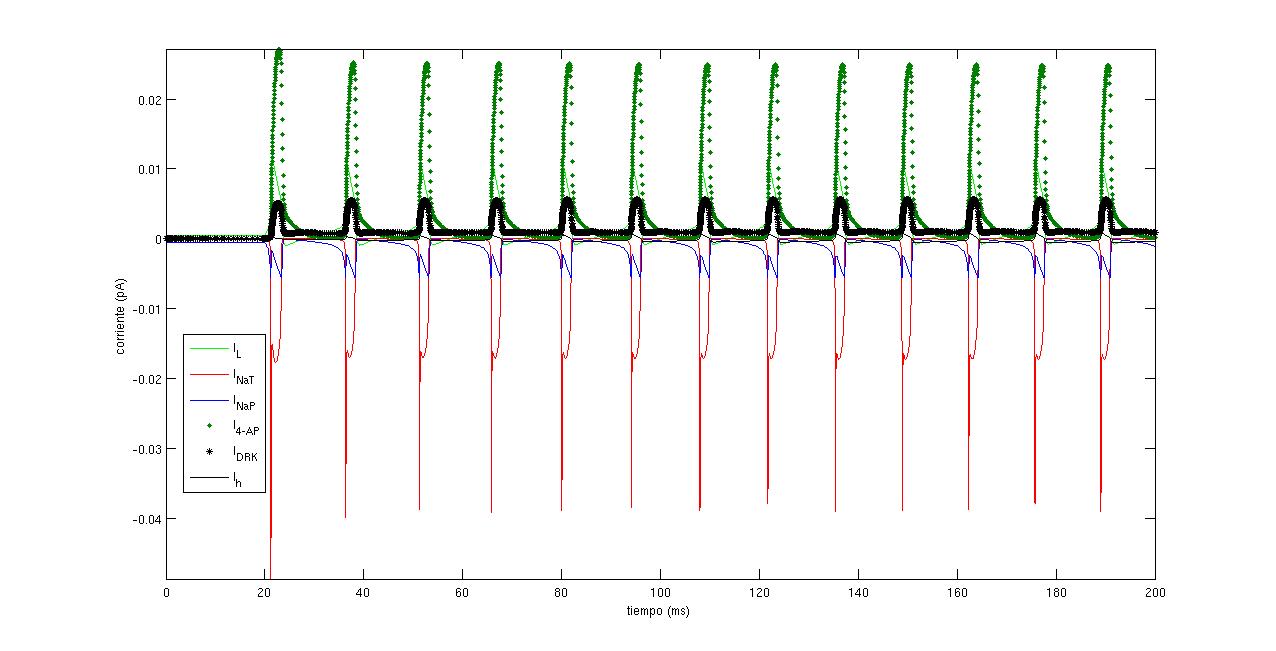 0.02
0.01
0
-0.01
-0.02
-0.03
-0.04
corriente (pA)
I_L
I_NaT
I_NaP
I_4-AP
I_DRK
I_h
0 20 40 60 80 100 120 140 160 180 200
tiempo (ms)